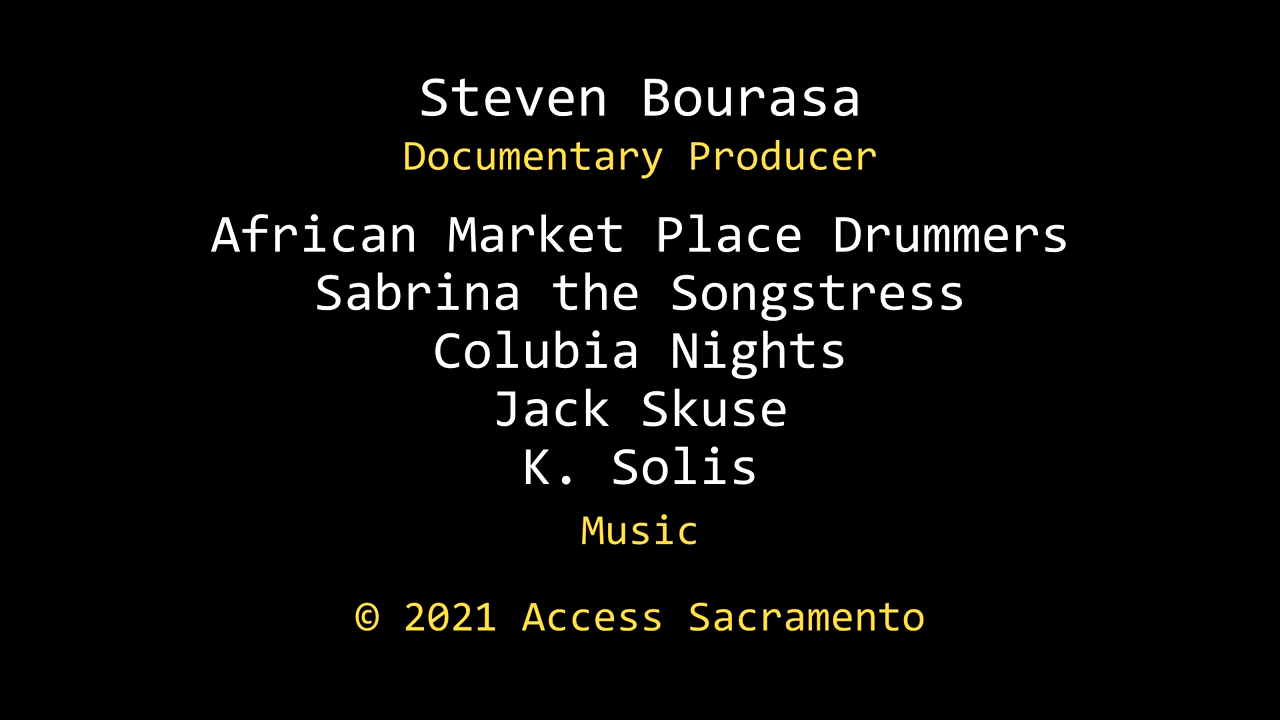 Steven Bourasa
Documentary Producer
African Market Place Drummers
Sabrina the Songstress
Colubia Nights
Jack Skuse
K. Solis
Music
© 2021 Access Sacramento